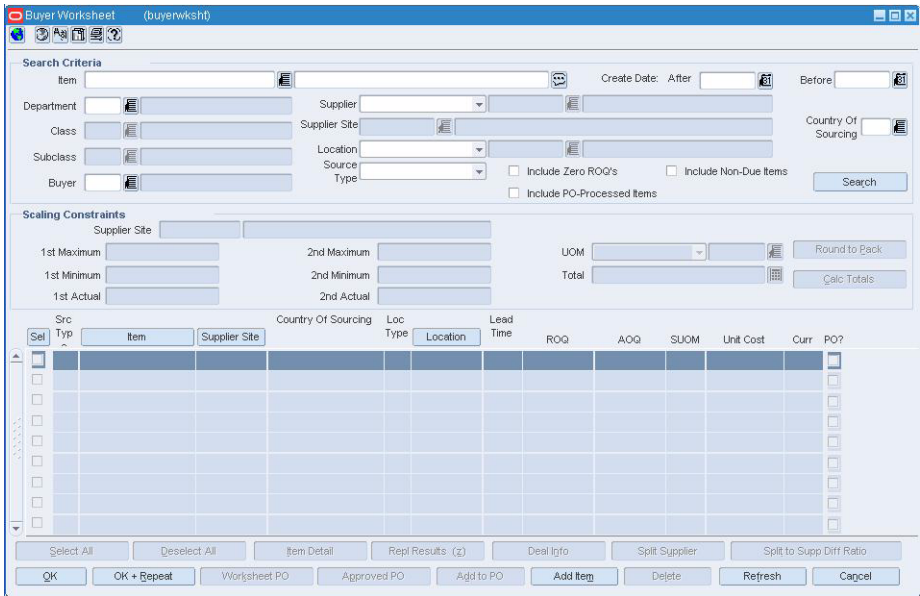 Buyer Worksheet (buyerwksht)
Search Criteria
Item Create Date: After Before
Department Supplier
Class Supplier Site Country Of
Sourcing
Subclass Location
Buyer Source
Type Include Zero ROQ's Include Non-Due Items Search
Include PO-Processed Items
Scaling Constraints
Supplier Site
1st Maximum 2nd Maximum UOM Round to Pack
1st Minimum 2nd Minimum Total Calc Totals
1st Actual 2nd Actual
Src Country Of Sourcing Loc Lead
Sel Typ Item Supplier Site Type Location Time ROQ AOQ SUOM Unit Cost Curr PO?
Select All Deselect All Item Detail Repl Results (z) Deal Info Split Supplier Split to Supp Diff Ratio
OK OK + Repeat Worksheet PO Approved PO Add to PO Add Item Delete Refresh Cancel